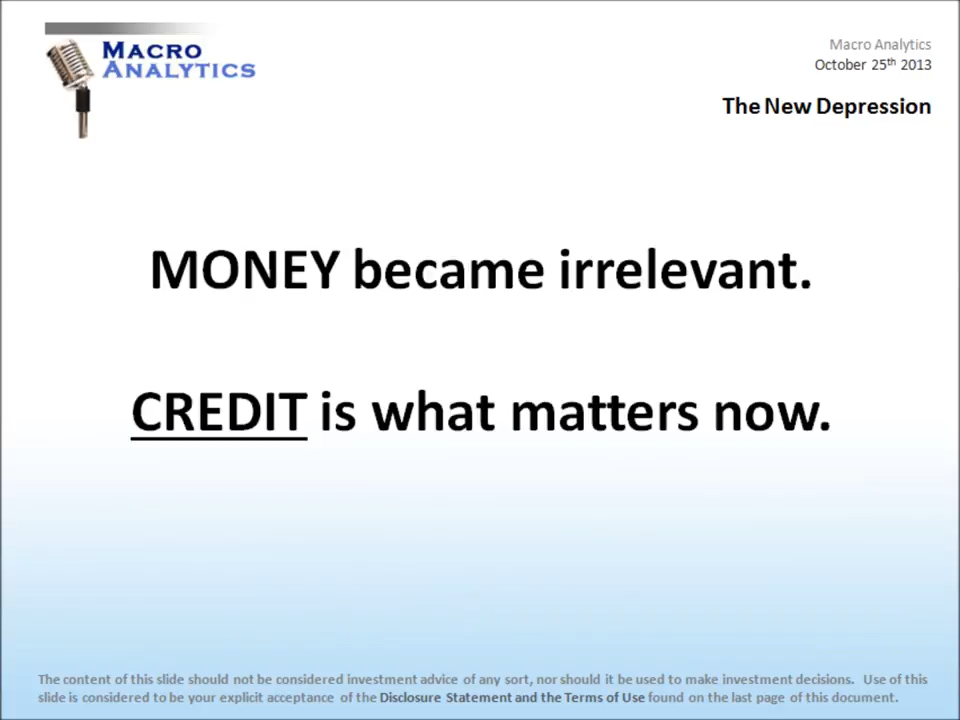 MACRO
ANALYTICS
Macro Analytics
October 25th 2013
The New Depression
MONEY became irrelevant.
CREDIT is what matters now.
The content of this slide should not be considered investment advice of any sort, nor should it be used to make investment decisions. Use of this
slide is considered to be your explicit acceptance of the Disclosure Statement and the Terms of Use found on the last page of this document.